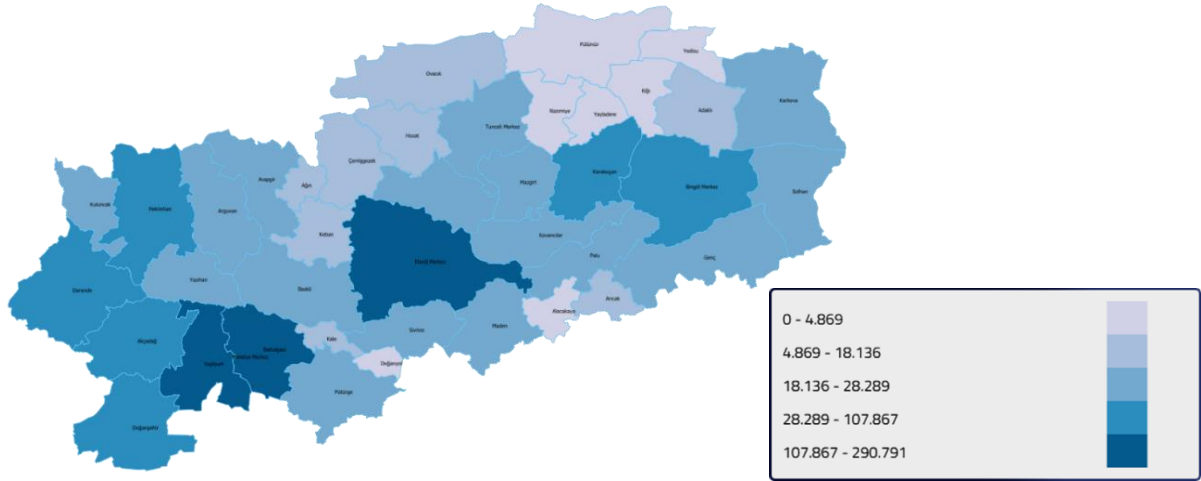 Pülümür
Yedisu
Ovacık
Kiğı
Karlıova
Nazımiye
Yayladere
Adaklı
Hozat
Tunceli Merkez
Çemişgezek
Karakoçan
Arapgir
Ağın
Mazgirt
Bingöl Merkez
Solhan
Kuluncak
Hekimhan
Arguvan
Keban
Kovancılar
Palu
Genç
Elazığ Merkez
Yazıhan
Darende
Baskil
Arıcak
Alacakaya
Sivrice
Maden
Akçadağ
Kale
Battalgazi
Yeşilyurt
Malatya Merkez
Doğanyol
Pütürge
Doğanşehir
0 - 4.869
4.869 - 18.136
18.136 - 28.289
28.289 - 107.867
107.867 - 290.791